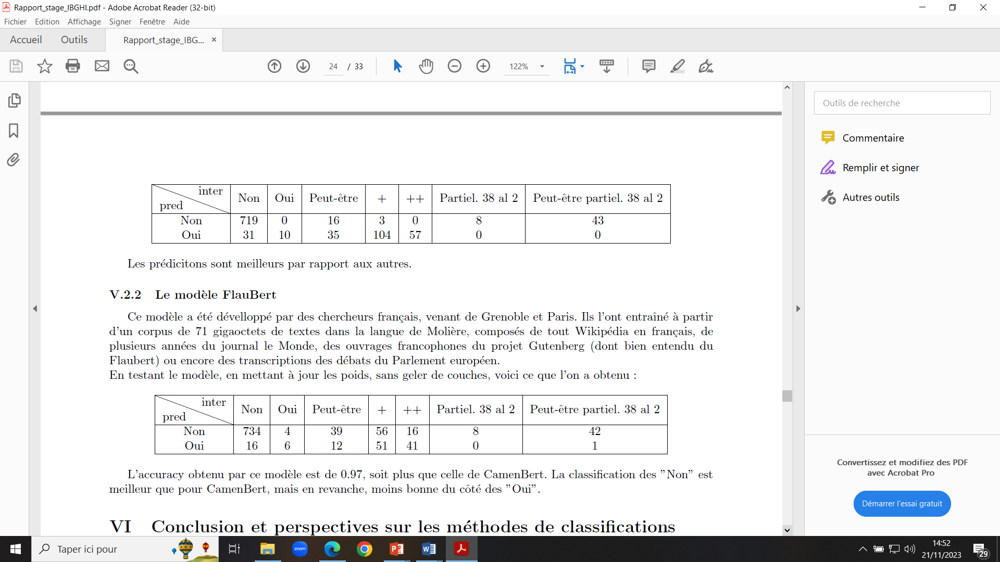 Rapport_stage_IBGHI.pdf - Adobe Acrobat Reader (32-bit)
Fichier Edition Affichage Signer Fenêtre Aide
Accueil Outils Rapport_stage_IBG... ×
24 / 33 122%
Outils de recherche
Commentaire
Remplir et signer
Autres outils
inter pred Non Oui Peut-être + ++ Partiel. 38 al 2 Peut-être partiel. 38 al 2
Non 719 0 16 3 0 8 43
Oui 31 10 35 104 57 0 0
Les prédicitons sont meilleurs par rapport aux autres.
V.2.2 Le modèle FlauBert
Ce modèle a été dévelloppé par des chercheurs français, venant de Grenoble et Paris. Ils l'ont entraîné à partir
d'un corpus de 71 gigaoctets de textes dans la langue de Molière, composés de tout Wikipédia en français, de
plusieurs années du journal le Monde, des ouvrages francophones du projet Gutenberg (dont bien entendu du
Flaubert) ou encore des transcriptions des débats du Parlement européen.
En testant le modèle, en mettant à jour les poids, sans geler de couches, voici ce que l'on a obtenu :
inter pred Non Oui Peut-être + ++ Partiel. 38 al 2 Peut-être partiel. 38 al 2
Non 734 4 39 56 16 8 42
Oui 16 6 12 51 41 0 1
L'accuracy obtenu par ce modèle est de 0.97, soit plus que celle de CamenBert. La classification des "Non" est
meilleur que pour CamenBert, mais en revanche, moins bonne du côté des "Oui".
VI Conclusion et perspectives sur les méthodes de classifications
Convertissez et modifiez des PDF
avec Acrobat Pro
Démarrer l'essai gratuit
Taper ici pour
zoom
14:52
21/11/2023
29